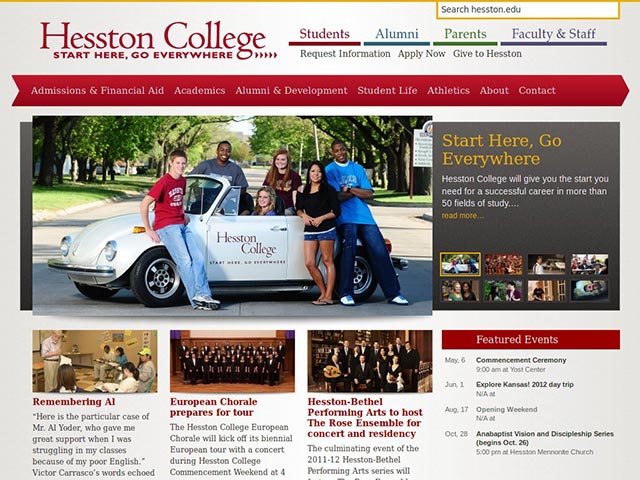 Search hesston.edu
Hesston College
START HERE, GO EVERYWHERE
Students
Alumni
Parents
Faculty & Staff
Request Information Apply Now Give to Hesston
Admissions & Financial Aid Academics Alumni & Development Student Life Athletics About Contact
Hesston
College
START HERE, GO EVERYWHERE
Start Here, Go
Everywhere
Hesston College will give you the start you
need for a successful career in more than
50 fields of study....
read more...
Remembering Al
"Here is the particular case of
Mr. Al Yoder, who gave me
great support when I was
struggling in my classes
because of my poor English."
Victor Carrasco's words echoed
European Chorale
prepares for tour
The Hesston College European
Chorale will kick off its biennial
European tour with a concert
during Hesston College
Commencement Weekend at 4
Hesston-Bethel
Performing Arts to host
The Rose Ensemble for
concert and residency
The culminating event of the
2011-12 Hesston-Bethel
Performing Arts series will
Featured Events
May, 6 Commencement Ceremony
9:00 am at Yost Center
Jun, 1 Explore Kansas! 2012 day trip
N/A at
Aug, 17 Opening Weekend
N/A at
Oct, 28 Anabaptist Vision and Discipleship Series
(begins Oct. 26)
5:00 pm at Hesston Mennonite Church